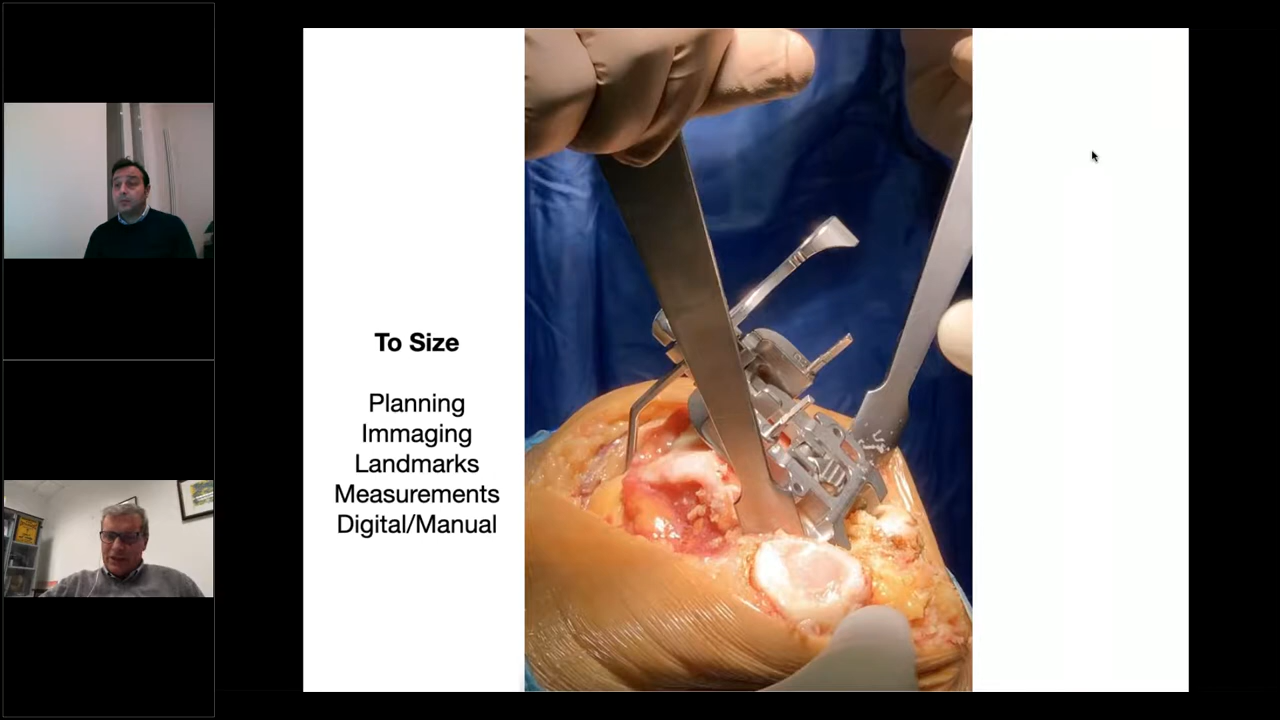 To Size
Planning
Immaging
Landmarks
Measurements
Digital/Manual